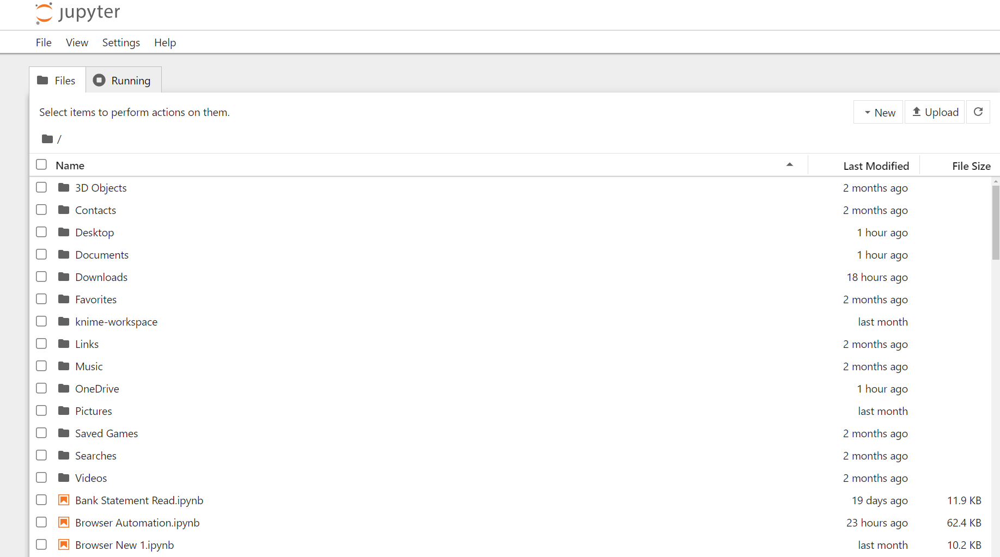 jupyter
File View Settings Help
Files Running
Select items to perform actions on them.
New Upload
/
Name Last Modified File Size
3D Objects 2 months ago
Contacts 2 months ago
Desktop 1 hour ago
Documents 1 hour ago
Downloads 18 hours ago
Favorites 2 months ago
knime-workspace last month
Links 2 months ago
Music 2 months ago
OneDrive 1 hour ago
Pictures last month
Saved Games 2 months ago
Searches 2 months ago
Videos 2 months ago
Bank Statement Read.ipynb 19 days ago 11.9 KB
Browser Automation.ipynb 23 hours ago 62.4 KB
Browser New 1.ipynb last month 10.2 KB